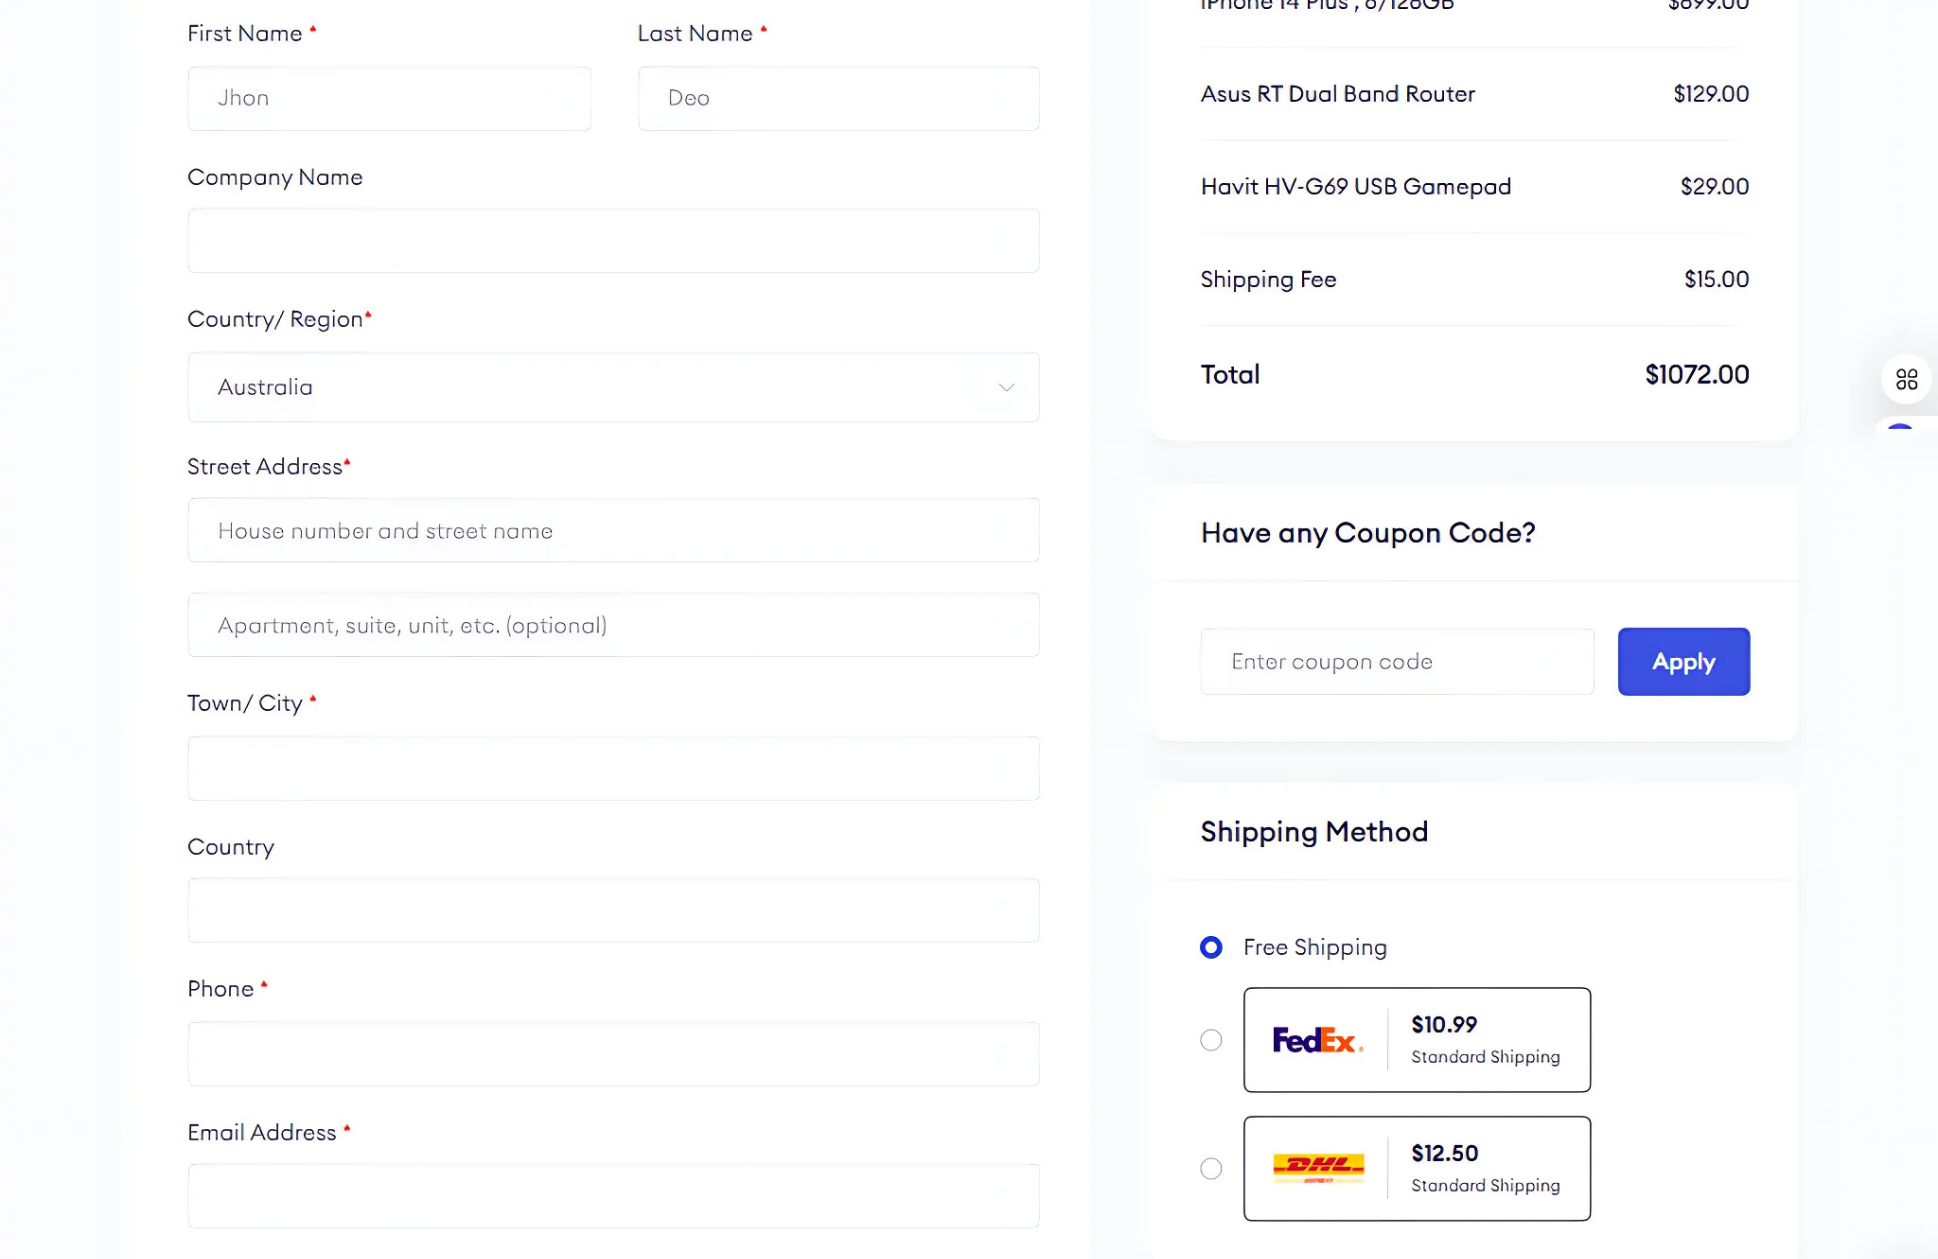 First Name *
Last Name *
Jhon
Deo
Company Name
Country/ Region*
Australia
Street Address*
House number and street name
Apartment, suite, unit, etc. (optional)
Town/ City *
Country
Phone *
Email Address *
iPhone 14 Plus , 6/128GB $899.00
Asus RT Dual Band Router $129.00
Havit HV-G69 USB Gamepad $29.00
Shipping Fee $15.00
Total $1072.00
Have any Coupon Code?
Enter coupon code
Apply
Shipping Method
Free Shipping
FedEx.
$10.99
Standard Shipping
DHL
$12.50
Standard Shipping